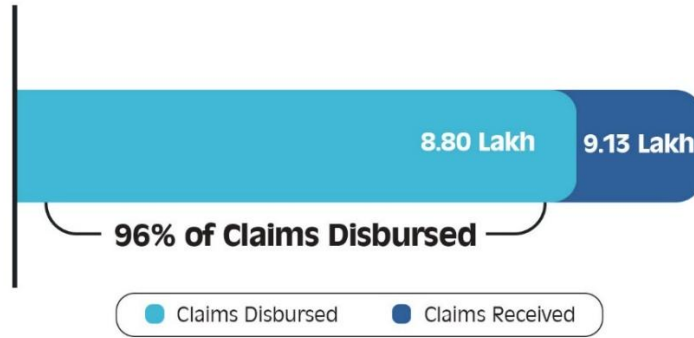 8.80 Lakh 9.13 Lakh
96% of Claims Disbursed
Claims Disbursed Claims Received